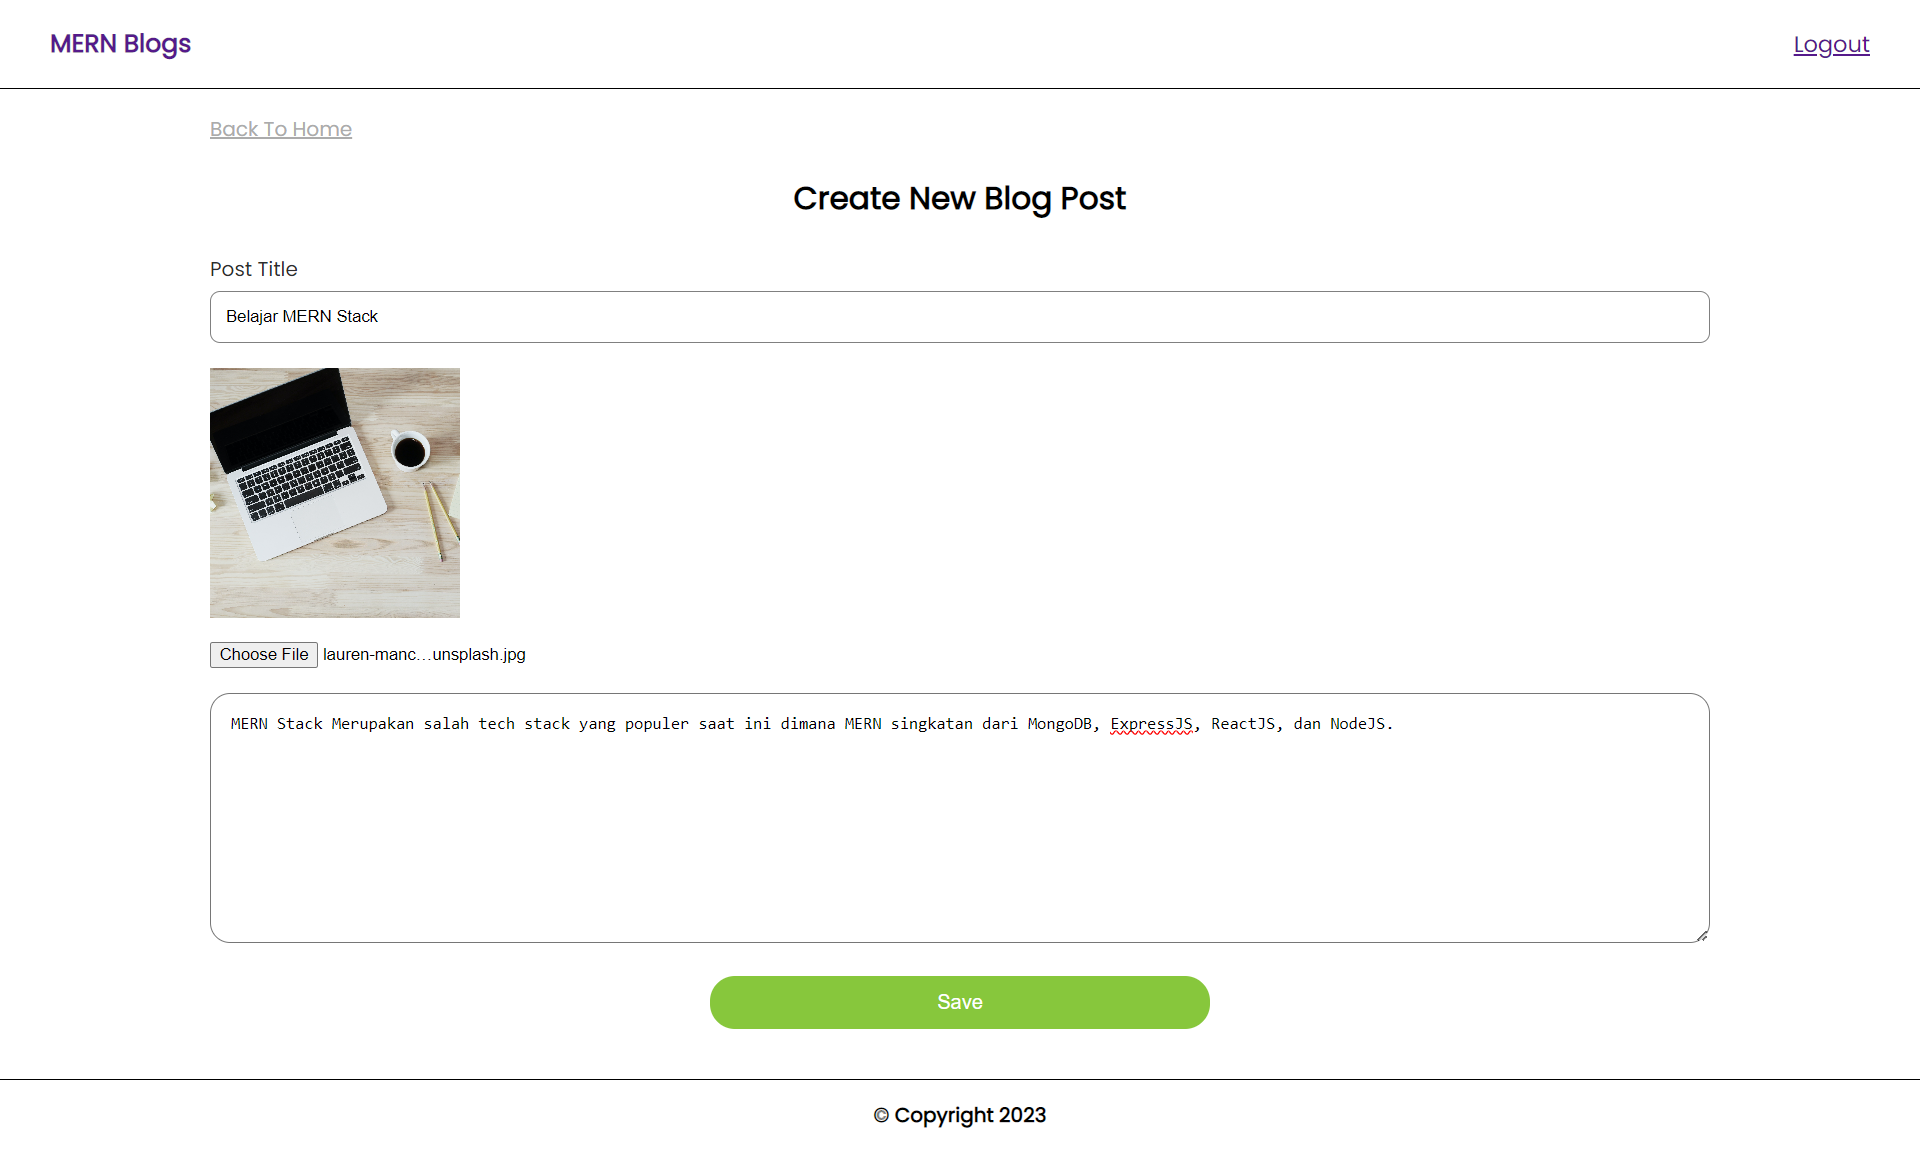 MERN Blogs
Logout
Back To Home
Create New Blog Post
Post Title
Belajar MERN Stack
Choose File lauren-manc...unsplash.jpg
MERN Stack Merupakan salah tech stack yang populer saat ini dimana MERN singkatan dari MongoDB, ExpressJS, ReactJS, dan NodeJS.
Save
© Copyright 2023